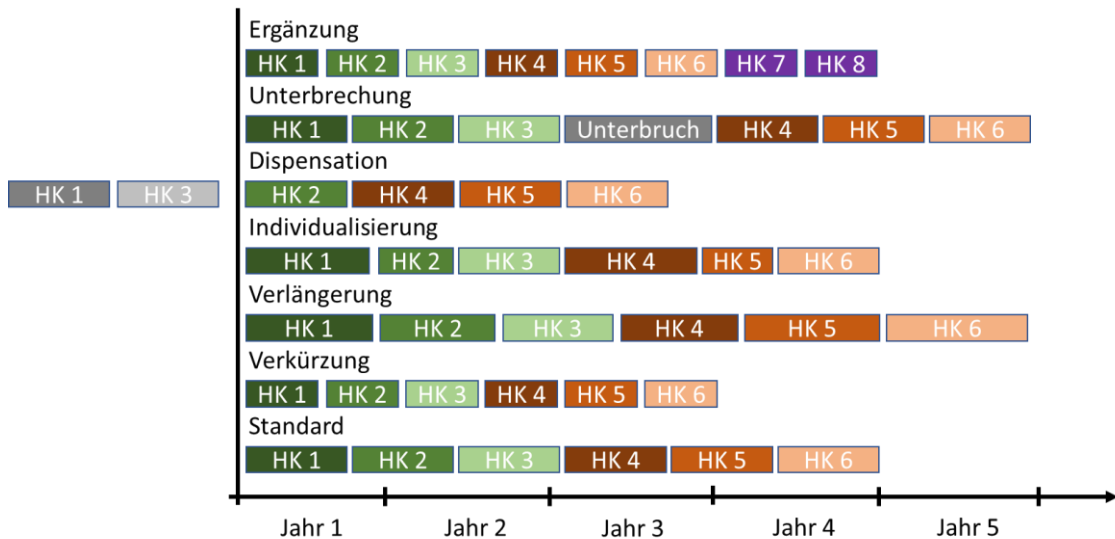 Ergänzung
HK 1 HK 2 HK 3 HK 4 HK 5 HK 6 HK 7 HK 8
Unterbrechung
HK 1 HK 2 HK 3 Unterbruch HK 4 HK 5 HK 6
Dispensation
HK 1 HK 3 HK 2 HK 4 HK 5 HK 6
Individualisierung
HK 1 HK 2 HK 3 HK 4 HK 5 HK 6
Verlängerung
HK 1 HK 2 HK 3 HK 4 HK 5 HK 6
Verkürzung
HK 1 HK 2 HK 3 HK 4 HK 5 HK 6
Standard
HK 1 HK 2 HK 3 HK 4 HK 5 HK 6
Jahr 1 Jahr 2 Jahr 3 Jahr 4 Jahr 5